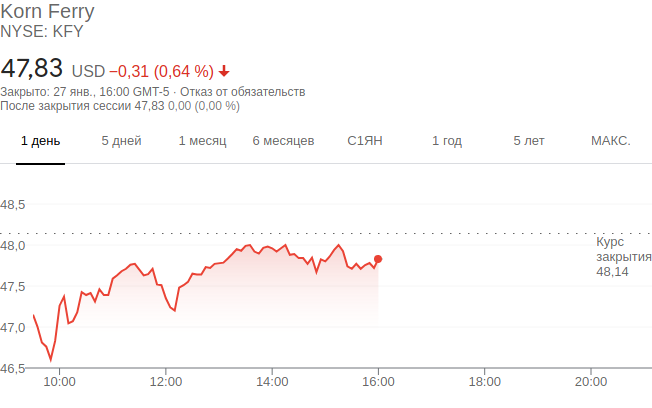 Korn Ferry
NYSE: KFY
47,83 USD −0,31 (0,64 %)
Закрыто: 27 янв., 16:00 GMT-5 · Отказ от обязательств
После закрытия сессии 47,83 0,00 (0,00 %)
1 день 5 дней 1 месяц 6 месяцев С1ЯН 1 год 5 лет МАКС.
48,5
48,0
47,5
47,0
46,5
Курс
закрытия
48,14
10:00 12:00 14:00 16:00 18:00 20:00